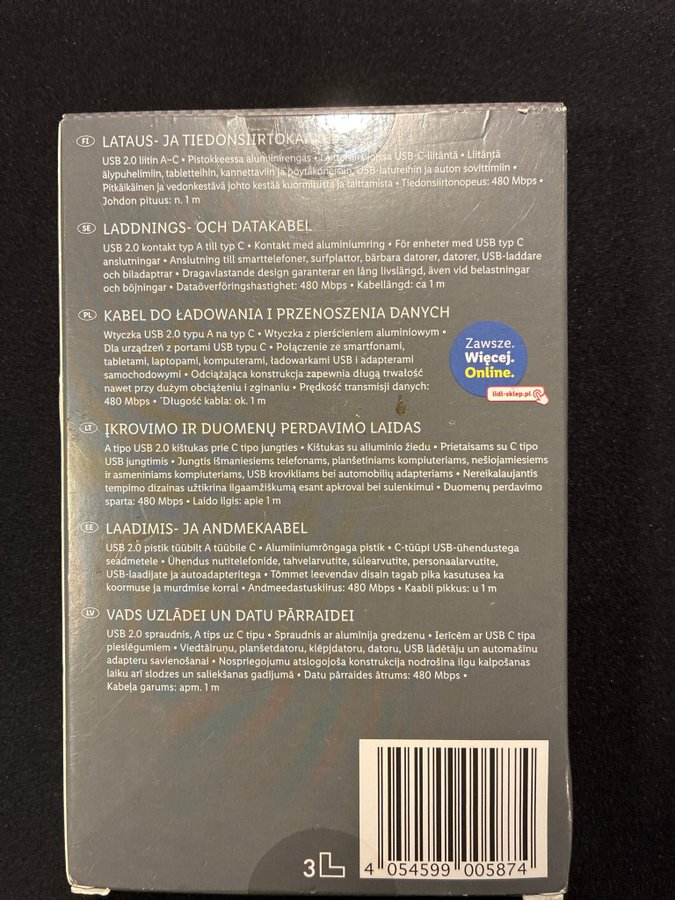 FI LATAUS- JA TIEDONSIIRTOKAAPELI
USB 2.0 liitin A–C • Pistokkeessa alumiinirengas • Laitteisiin, joissa USB-C-liitäntä • Liitäntä
älypuhelimiin, tabletteihin, kannettaviin ja pöytäkoneisiin, USB-latureihin ja auton sovittimiin •
Pitkäikäinen ja vedonkestävä johto kestää kuormitusta ja taittamista • Tiedonsiirtonopeus: 480 Mbps •
Johdon pituus: n. 1 m
SE LADDNINGS- OCH DATAKABEL
USB 2.0 kontakt typ A till typ C • Kontakt med aluminiumring • För enheter med USB typ C
anslutningar • Anslutning till smarttelefoner, surfplattor, bärbara datorer, datorer, USB-laddare
och biladaptrar • Dragavlastande design garanterar en lång livslängd, även vid belastningar
och böjningar • Dataöverföringshastighet: 480 Mbps • Kabellängd: ca 1 m
PL KABEL DO ŁADOWANIA I PRZENOSZENIA DANYCH
Wtyczka USB 2.0 typu A na typ C • Wtyczka z pierścieniem aluminiowym •
Dla urządzeń z portami USB typu C • Połączenie ze smartfonami,
tabletami, laptopami, komputerami, ładowarkami USB i adapterami
samochodowymi • Odciążająca konstrukcja zapewnia długą trwałość
nawet przy dużym obciążeniu i zginaniu • Prędkość transmisji danych:
480 Mbps • ´Długość kabla: ok. 1 m
Zawsze.
Więcej.
Online.
lidl-sklep.pl
LT ĮKROVIMO IR DUOMENŲ PERDAVIMO LAIDAS
A tipo USB 2.0 kištukas prie C tipo jungties • Kištukas su aliuminio žiedu • Prietaisams su C tipo
USB jungtimis • Jungtis išmaniesiems telefonams, planšetiniams kompiuteriams, nešiojamiesiems
ir asmeniniams kompiuteriams, USB krovikliams bei automobilių adapteriams • Nereikalaujantis
tempimo dizainas užtikrina ilgaamžiškumą esant apkrovai bei sulenkimui • Duomenų perdavimo
sparta: 480 Mbps • Laido ilgis: apie 1 m
EE LAADIMIS- JA ANDMEKAABEL
USB 2.0 pistik tüübilt A tüübile C • Alumiiniumrõngaga pistik • C-tüüpi USB-ühendustega
seadmetele • Ühendus nutitelefonide, tahvelarvutite, sülearvutite, personaalarvutite,
USB-laadijate ja autoadapteritega • Tõmmet leevendav disain tagab pika kasutusea ka
koormuse ja murdmise korral • Andmeedastuskiirus: 480 Mbps • Kaabli pikkus: u 1 m
LV VADS UZLĀDEI UN DATU PĀRRAIDEI
USB 2.0 spraudnis, A tips uz C tipu • Spraudnis ar alumīnija gredzenu • Ierīcēm ar USB C tipa
pieslēgumiem • Viedtālruņu, planšetdatoru, klēpjdatoru, datoru, USB lādētāju un automašīnu
adapteru savienošanai • Nospriegojumu atslogojoša konstrukcija nodrošina ilgu kalpošanas
laiku arī slodzes un saliekšanas gadījumā • Datu pārraides ātrums: 480 Mbps •
Kabeļa garums: apm. 1 m
3L
4 054599 005874